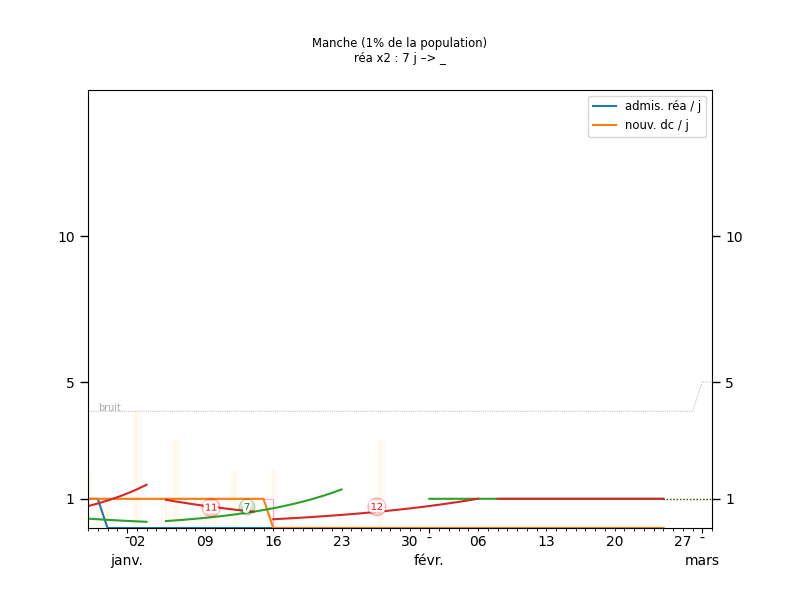 Manche (1% de la population)
réa x2 : 7 j –> _
admis. réa / j
nouv. dc / j
10 10
5 5
bruit
1 1
11 7 12
02 09 16 23 30 06 13 20 27
janv. févr. mars